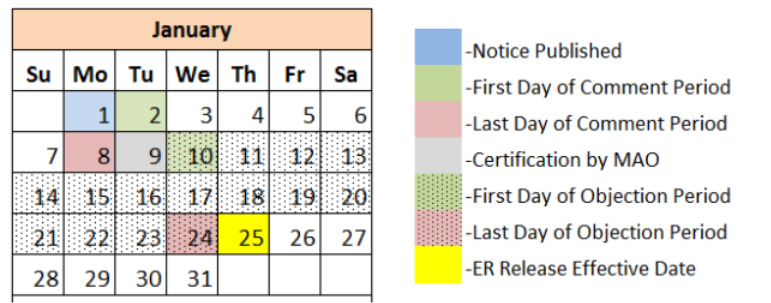 January
Su Mo Tu We Th Fr Sa
1 2 3 4 5 6
7 8 9 10 11 12 13
14 15 16 17 18 19 20
21 22 23 24 25 26 27
28 29 30 31
-Notice Published
-First Day of Comment Period
-Last Day of Comment Period
-Certification by MAO
-First Day of Objection Period
-Last Day of Objection Period
-ER Release Effective Date